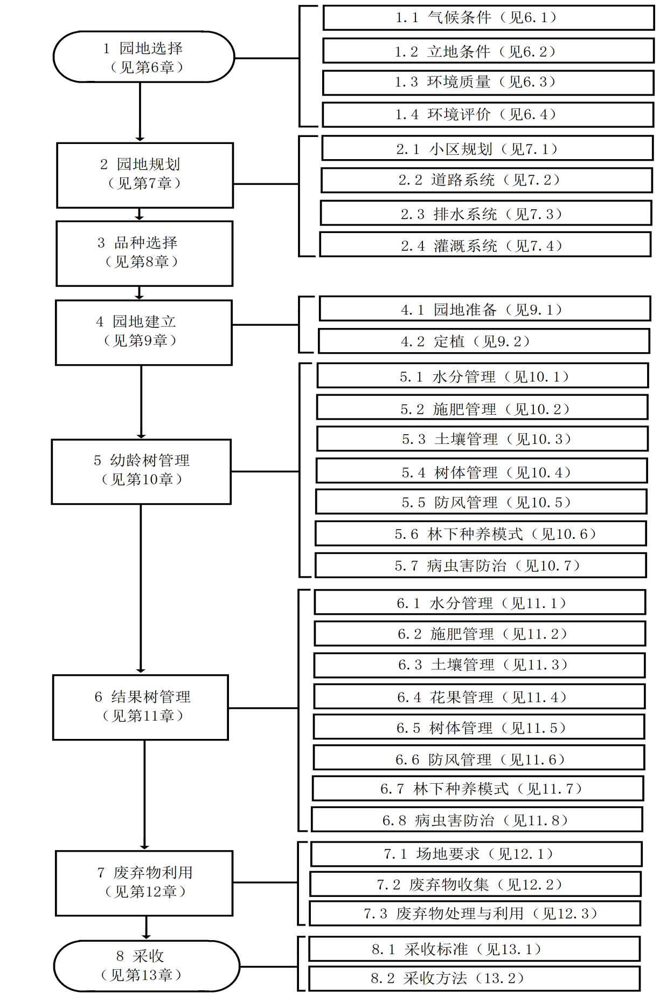 1 园地选择
（见第6章）
1.1 气候条件（见6.1）
1.2 立地条件（见6.2）
1.3 环境质量（见6.3）
1.4 环境评价（见6.4）
2 园地规划
（见第7章）
2.1 小区规划（见7.1）
2.2 道路系统（见7.2）
2.3 排水系统（见7.3）
2.4 灌溉系统（见7.4）
3 品种选择
（见第8章）
4 园地建立
（见第9章）
4.1 园地准备（见9.1）
4.2 定植（见9.2）
5 幼龄树管理
（见第10章）
5.1 水分管理（见10.1）
5.2 施肥管理（见10.2）
5.3 土壤管理（见10.3）
5.4 树体管理（见10.4）
5.5 防风管理（见10.5）
5.6 林下种养模式（见10.6）
5.7 病虫害防治（见10.7）
6 结果树管理
（见第11章）
6.1 水分管理（见11.1）
6.2 施肥管理（见11.2）
6.3 土壤管理（见11.3）
6.4 花果管理（见11.4）
6.5 树体管理（见11.5）
6.6 防风管理（见11.6）
6.7 林下种养模式（见11.7）
6.8 病虫害防治（见11.8）
7 废弃物利用
（见第12章）
7.1 场地要求（见12.1）
7.2 废弃物收集（见12.2）
7.3 废弃物处理与利用（见12.3）
8 采收
（见第13章）
8.1 采收标准（见13.1）
8.2 采收方法（13.2）